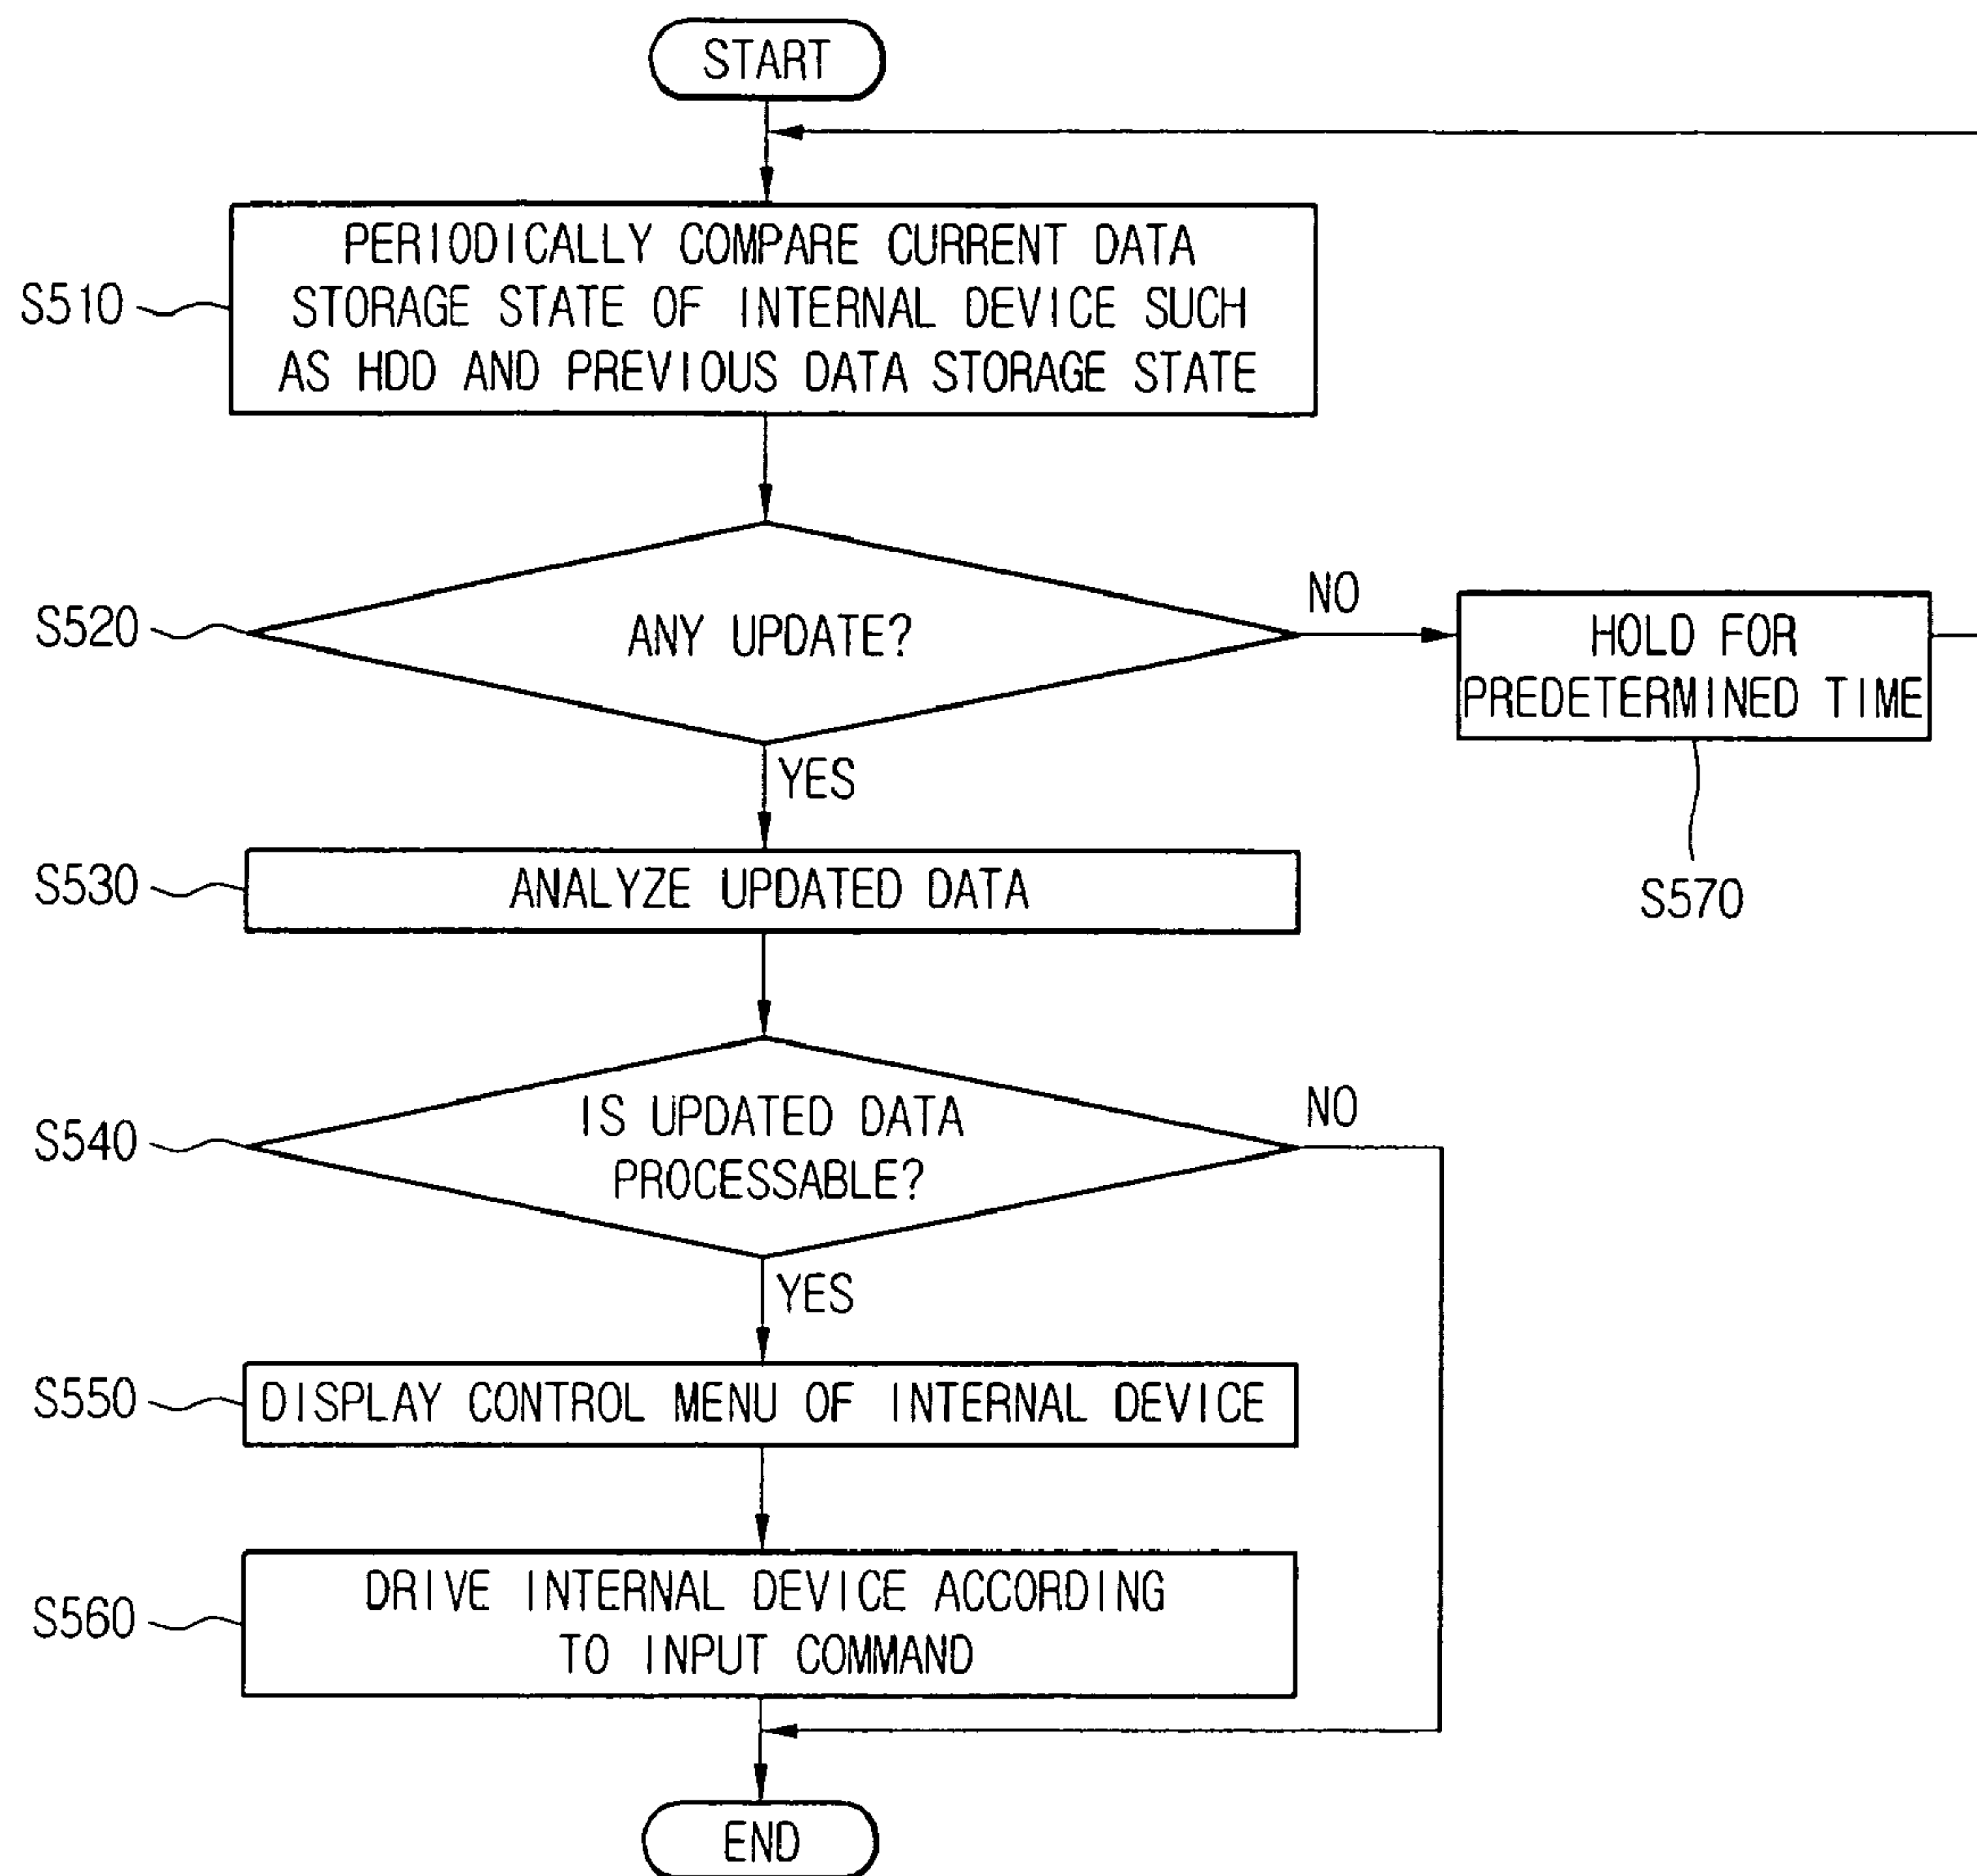 START
PERIODICALLY COMPARE CURRENT DATA
STORAGE STATE OF INTERNAL DEVICE SUCH
AS HDD AND PREVIOUS DATA STORAGE STATE
S510
ANY UPDATE?
S520
NO
HOLD FOR
PREDETERMINED TIME
S570
YES
ANALYZE UPDATED DATA
S530
IS UPDATED DATA
PROCESSABLE?
S540
NO
YES
DISPLAY CONTROL MENU OF INTERNAL DEVICE
S550
DRIVE INTERNAL DEVICE ACCORDING
TO INPUT COMMAND
S560
END